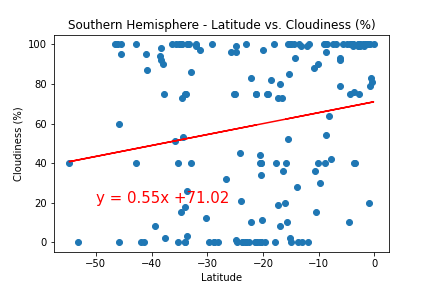 Southern Hemisphere - Latitude vs. Cloudiness (%)
100
80
60
40
20
0
Cloudiness (%)
y = 0.55x +71.02
−50 −40 −30 −20 −10 0
Latitude